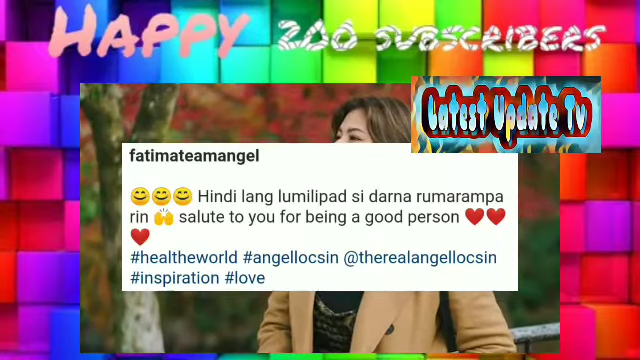 HAPPY 200 SUBSCRIBERS
Latest Update Tv
fatimateamangel
😊😊😊 Hindi lang lumilipad si darna rumarampa
rin 🙌 salute to you for being a good person ❤️❤️
❤️
#healtheworld #angellocsin @therealangellocsin
#inspiration #love